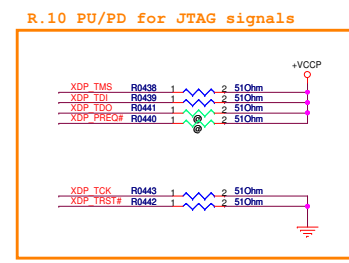 R.10 PU/PD for JTAG signals
+VCCP
XDP_TMS R0438 1 2 51Ohm
XDP_TDI R0439 1 2 51Ohm
XDP_TDO R0441 1 2 51Ohm
XDP_PREQ# R0440 1 @ 2 51Ohm
@
XDP_TCK R0443 1 2 51Ohm
XDP_TRST# R0442 1 2 51Ohm